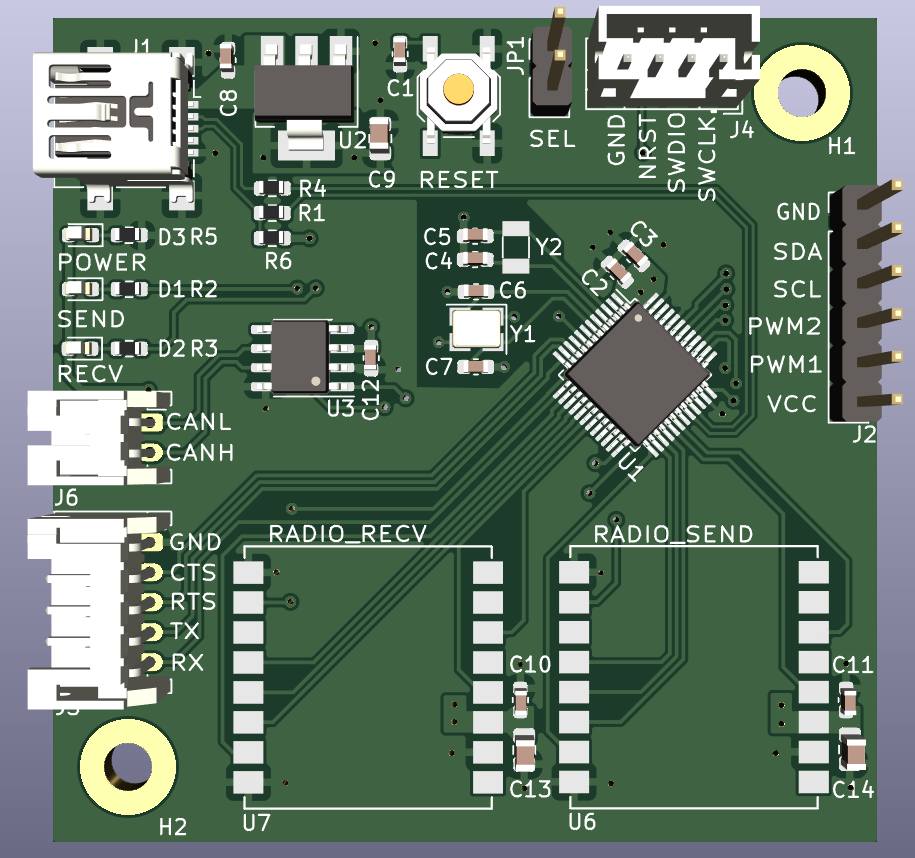 J1
C8
U2
C9
C1
RESET
JP1
SEL
GND
NRST
SWDIO
SWCLK
J4
H1
R4
R1
R6
D3 R5
POWER
D1 R2
SEND
D2 R3
RECV
C5
C4
Y2
C6
Y1
C7
C3
C2
U1
U3
C12
GND
SDA
SCL
PWM2
PWM1
VCC
J2
CANL
CANH
J6
GND
CTS
RTS
TX
RX
RADIO_RECV
RADIO_SEND
C10
C11
C13
C14
H2
U7
U6